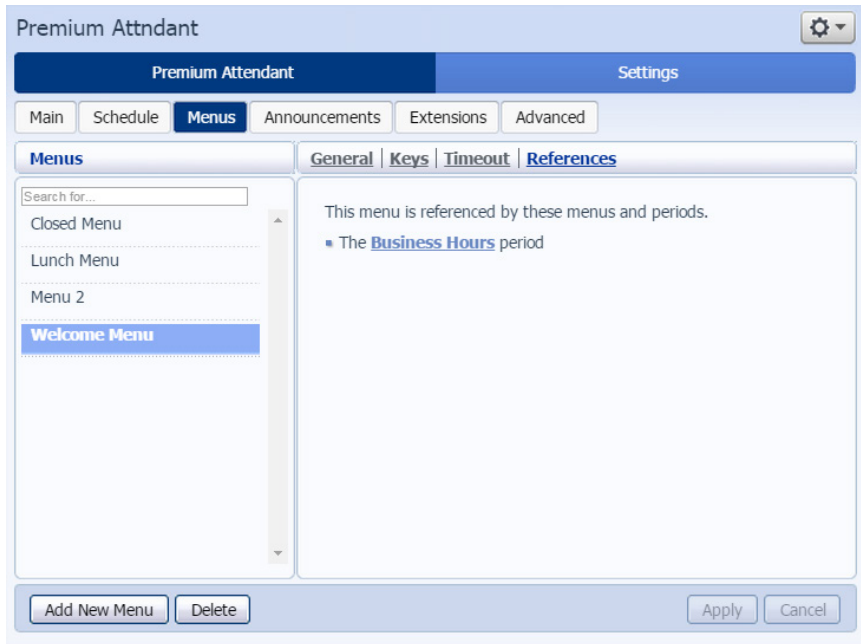 Premium Attndant
Premium Attendant Settings
Main Schedule Menus Announcements Extensions Advanced
Menus
General | Keys | Timeout | References
Search for...
Closed Menu
Lunch Menu
Menu 2
Welcome Menu
This menu is referenced by these menus and periods.
The Business Hours period
Add New Menu Delete Apply Cancel